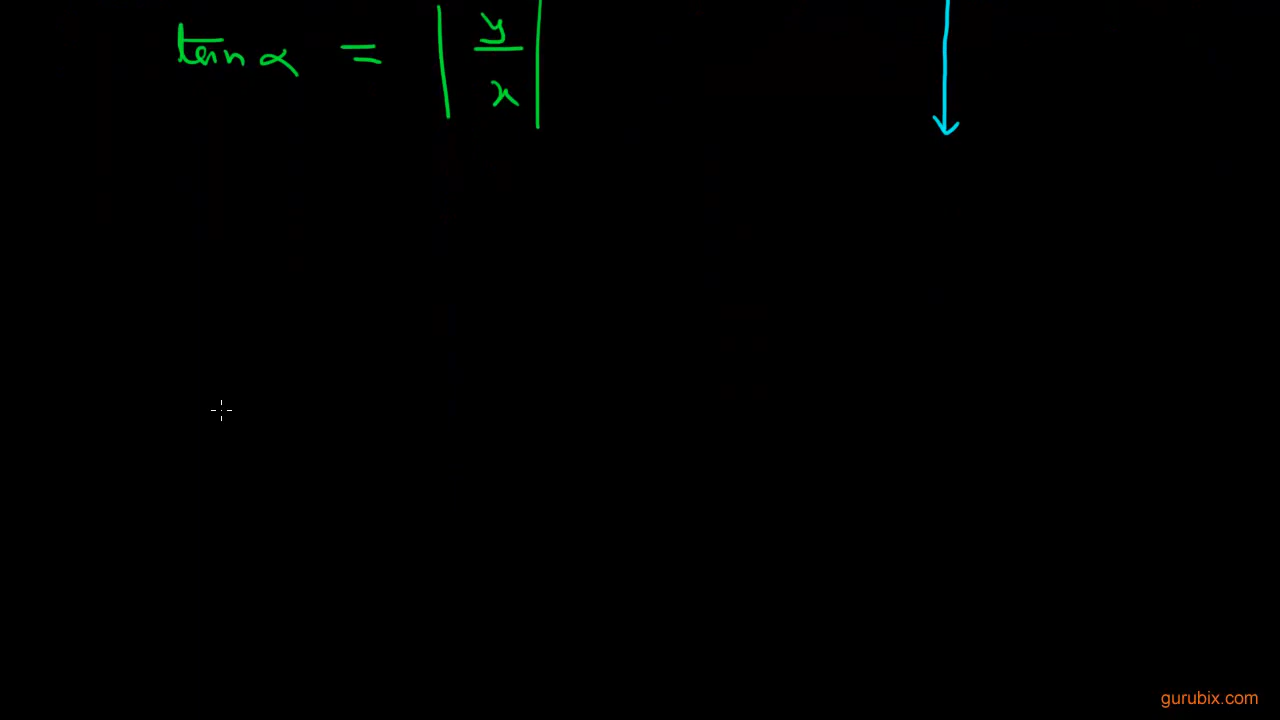 tan α = | y/x |
gurubix.com